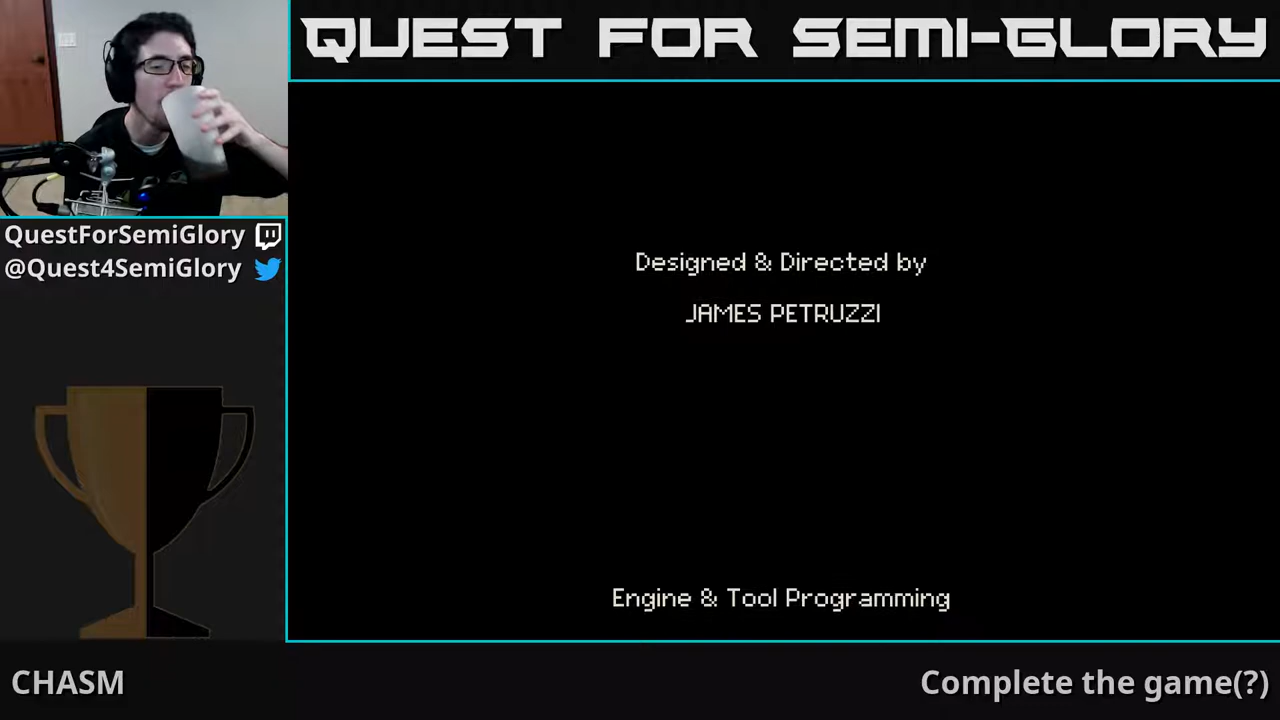 QUEST FOR SEMI-GLORY
QuestForSemiGlory
@Quest4SemiGlory
Designed & Directed by
JAMES PETRUZZI
Engine & Tool Programming
CHASM
Complete the game(?)